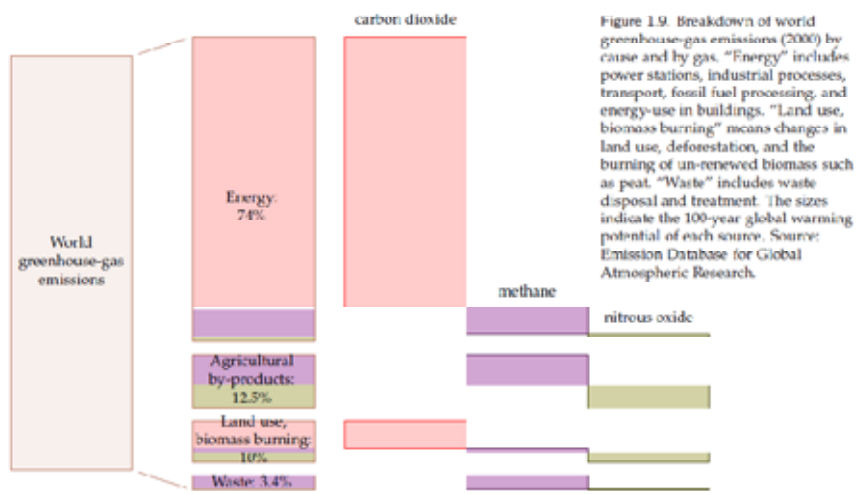 carbon dioxide
Figure 1.9. Breakdown of world
greenhouse-gas emissions (2000) by
cause and by gas. “Energy” includes
power stations, industrial processes,
transport, fossil fuel processing, and
energy-use in buildings. “Land use,
biomass burning” means changes in
land use, deforestation, and the
burning of un-renewed biomass such
as peat. “Waste” includes waste
disposal and treatment. The sizes
indicate the 100-year global warming
potential of each source. Source:
Emission Database for Global
Atmospheric Research.
World
greenhouse-gas
emissions
Energy:
74%
methane
nitrous oxide
Agricultural
by-products:
12.5%
Land use,
biomass burning:
10%
Waste: 3.4%